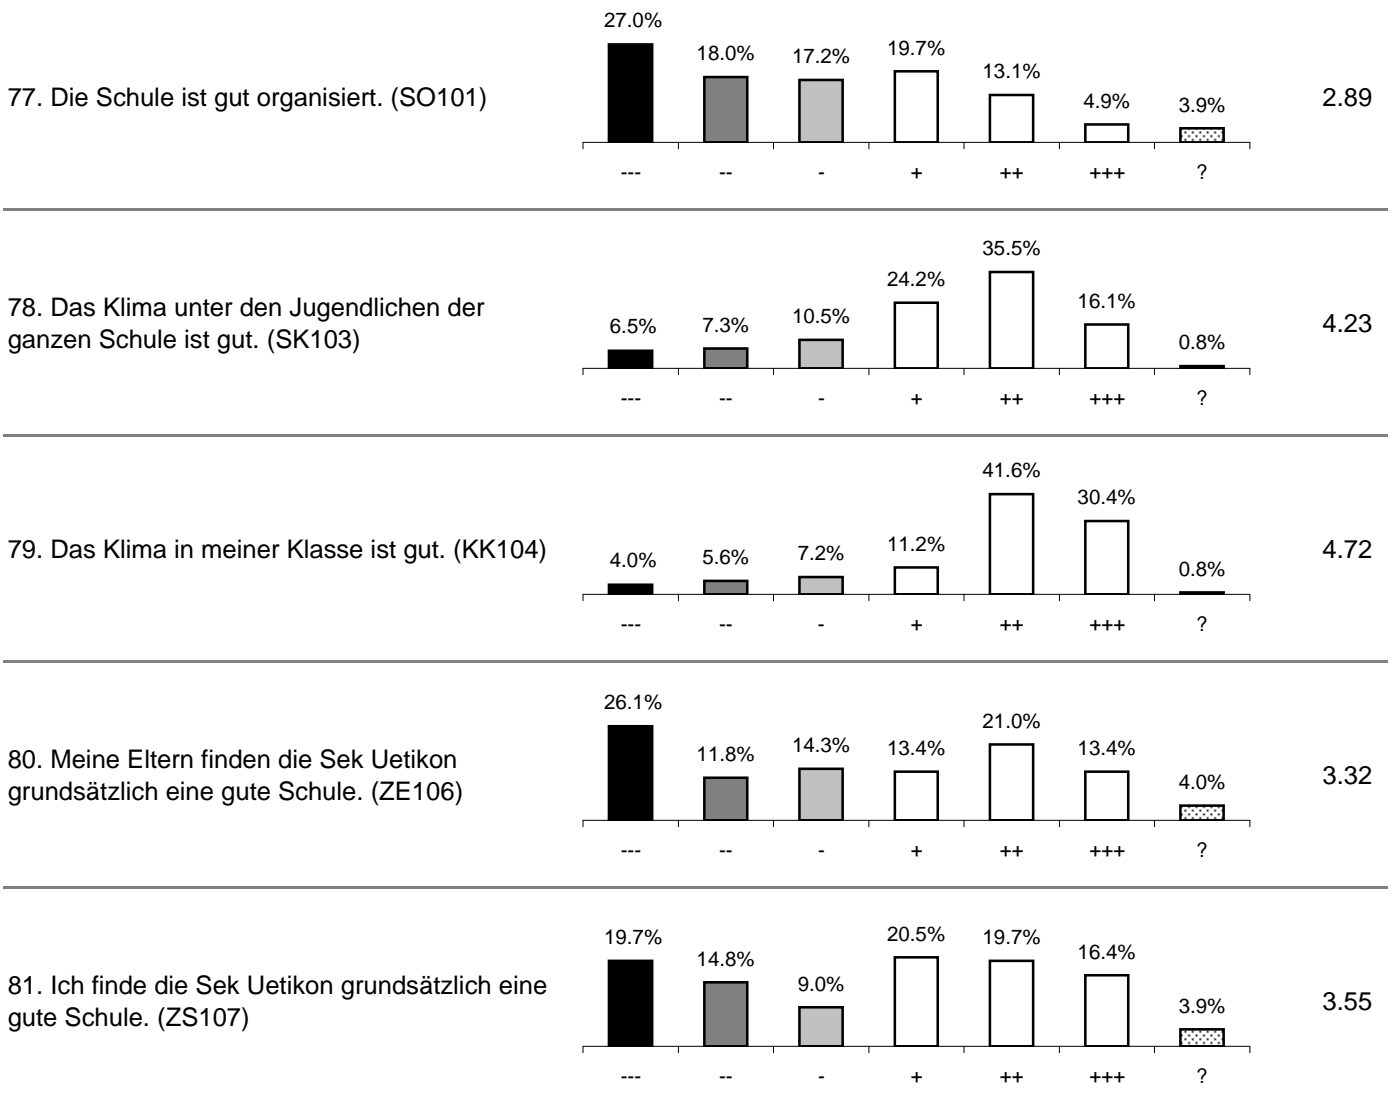 27.0% 18.0% 17.2% 19.7% 13.1% 4.9% 3.9%
77. Die Schule ist gut organisiert. (SO101) 2.89
--- -- - + ++ +++ ?
6.5% 7.3% 10.5% 24.2% 35.5% 16.1% 0.8%
78. Das Klima unter den Jugendlichen der
ganzen Schule ist gut. (SK103) 4.23
--- -- - + ++ +++ ?
4.0% 5.6% 7.2% 11.2% 41.6% 30.4% 0.8%
79. Das Klima in meiner Klasse ist gut. (KK104) 4.72
--- -- - + ++ +++ ?
26.1% 11.8% 14.3% 13.4% 21.0% 13.4% 4.0%
80. Meine Eltern finden die Sek Uetikon
grundsätzlich eine gute Schule. (ZE106) 3.32
--- -- - + ++ +++ ?
19.7% 14.8% 9.0% 20.5% 19.7% 16.4% 3.9%
81. Ich finde die Sek Uetikon grundsätzlich eine
gute Schule. (ZS107) 3.55
--- -- - + ++ +++ ?